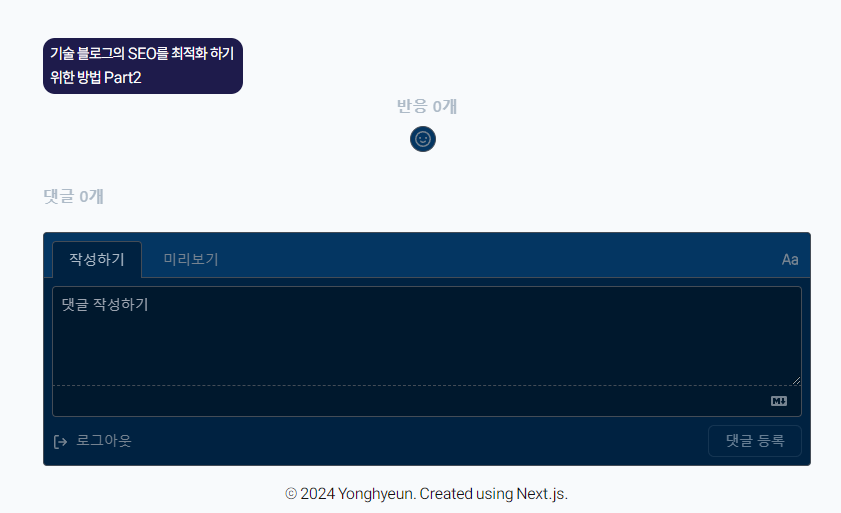 기술 블로그의 SEO를 최적화 하기
위한 방법 Part2
반응 0개
댓글 0개
작성하기 미리보기 Aa
댓글 작성하기
M↓
로그아웃 댓글 등록
© 2024 Yonghyeun. Created using Next.js.